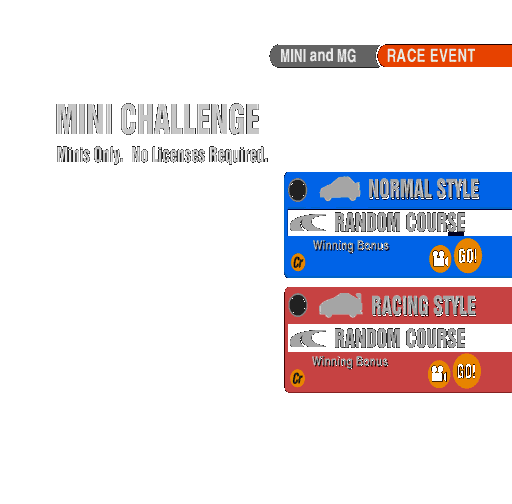 MINI and MG RACE EVENT
MINI CHALLENGE
Minis Only. No Licenses Required.
NORMAL STYLE
RANDOM COURSE
Winning Bonus
Cr GO!
RACING STYLE
RANDOM COURSE
Winning Bonus
Cr GO!